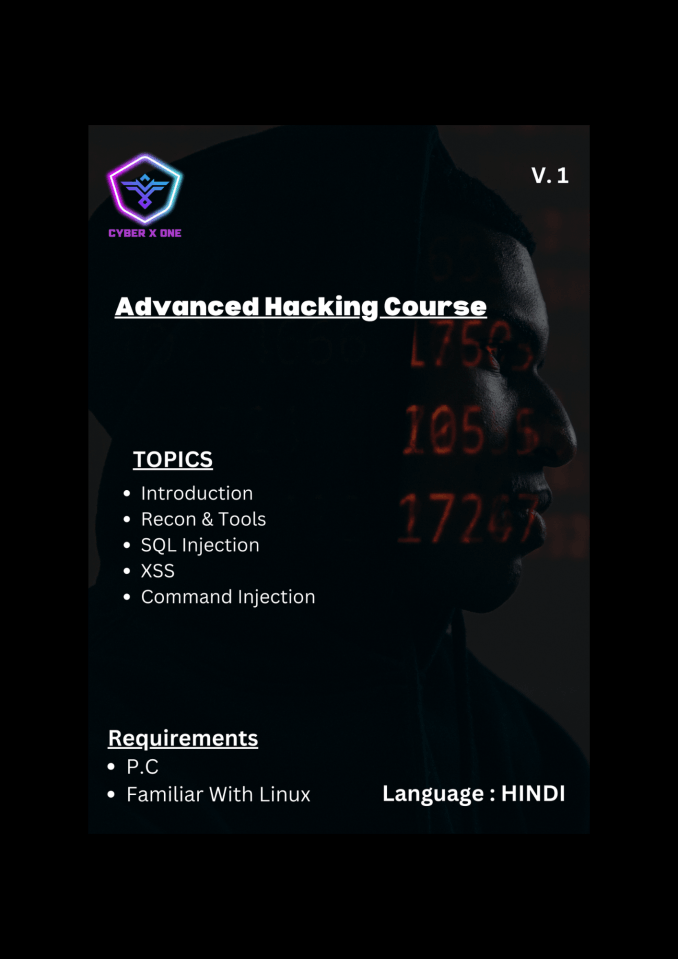 CYBER X ONE
V. 1
Advanced Hacking Course
TOPICS
• Introduction
• Recon & Tools
• SQL Injection
• XSS
• Command Injection
Requirements
• P.C
• Familiar With Linux
Language : HINDI